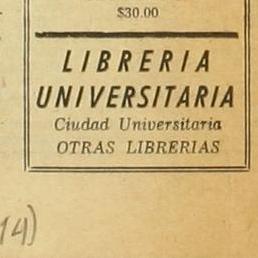 $30.00
LIBRERIA
UNIVERSITARIA
Ciudad Universitaria
OTRAS LIBRERIAS
14)